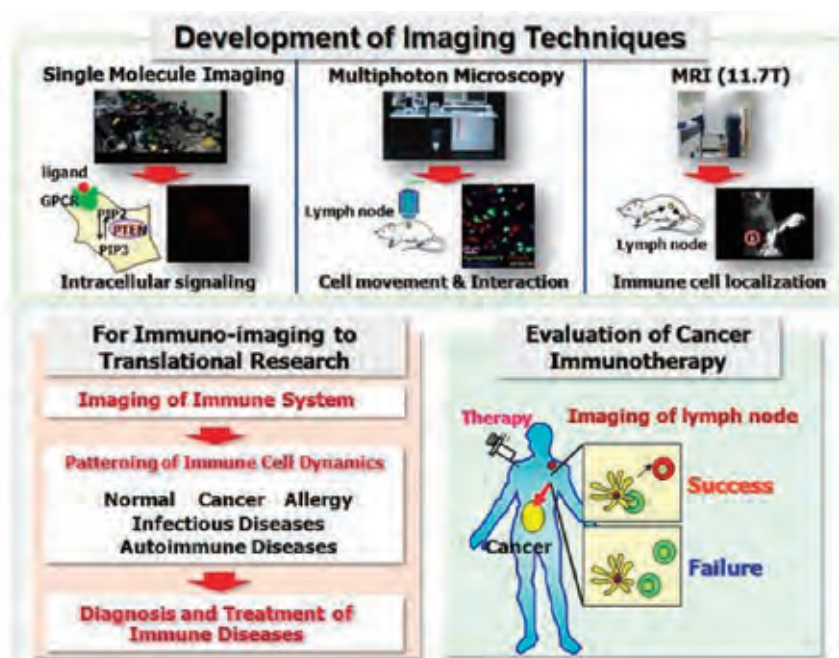 Development of Imaging Techniques
Single Molecule Imaging
ligand
GPCR
PIP2
PTEN
PIP3
Intracellular signaling
Multiphoton Microscopy
Lymph node
Cell movement & Interaction
MRI (11.7T)
Lymph node
Immune cell localization
For Immuno-imaging to
Translational Research
Imaging of Immune System
Patterning of Immune Cell Dynamics
Normal Cancer Allergy
Infectious Diseases
Autoimmune Diseases
Diagnosis and Treatment of
Immune Diseases
Evaluation of Cancer
Immunotherapy
Therapy
Imaging of lymph node
Success
Cancer
Failure